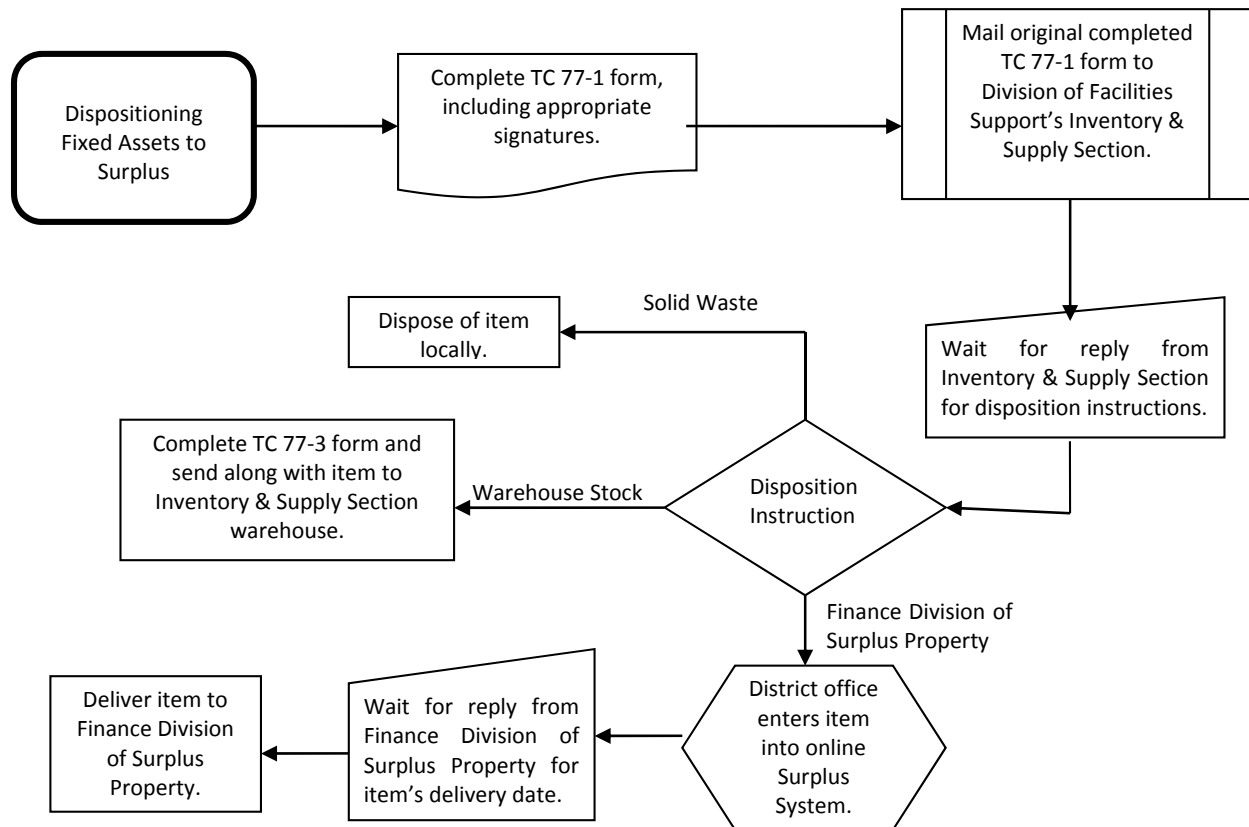 Dispositioning
Fixed Assets to
Surplus
Complete TC 77-1 form,
including appropriate
signatures.
Mail original completed
TC 77-1 form to
Division of Facilities
Support’s Inventory &
Supply Section.
Wait for reply from
Inventory & Supply Section
for disposition instructions.
Disposition
Instruction
Solid Waste
Dispose of item
locally.
Warehouse Stock
Complete TC 77-3 form and
send along with item to
Inventory & Supply Section
warehouse.
Finance Division of
Surplus Property
District office
enters item
into online
Surplus
System.
Wait for reply from
Finance Division of
Surplus Property for
item’s delivery date.
Deliver item to
Finance Division
of Surplus
Property.